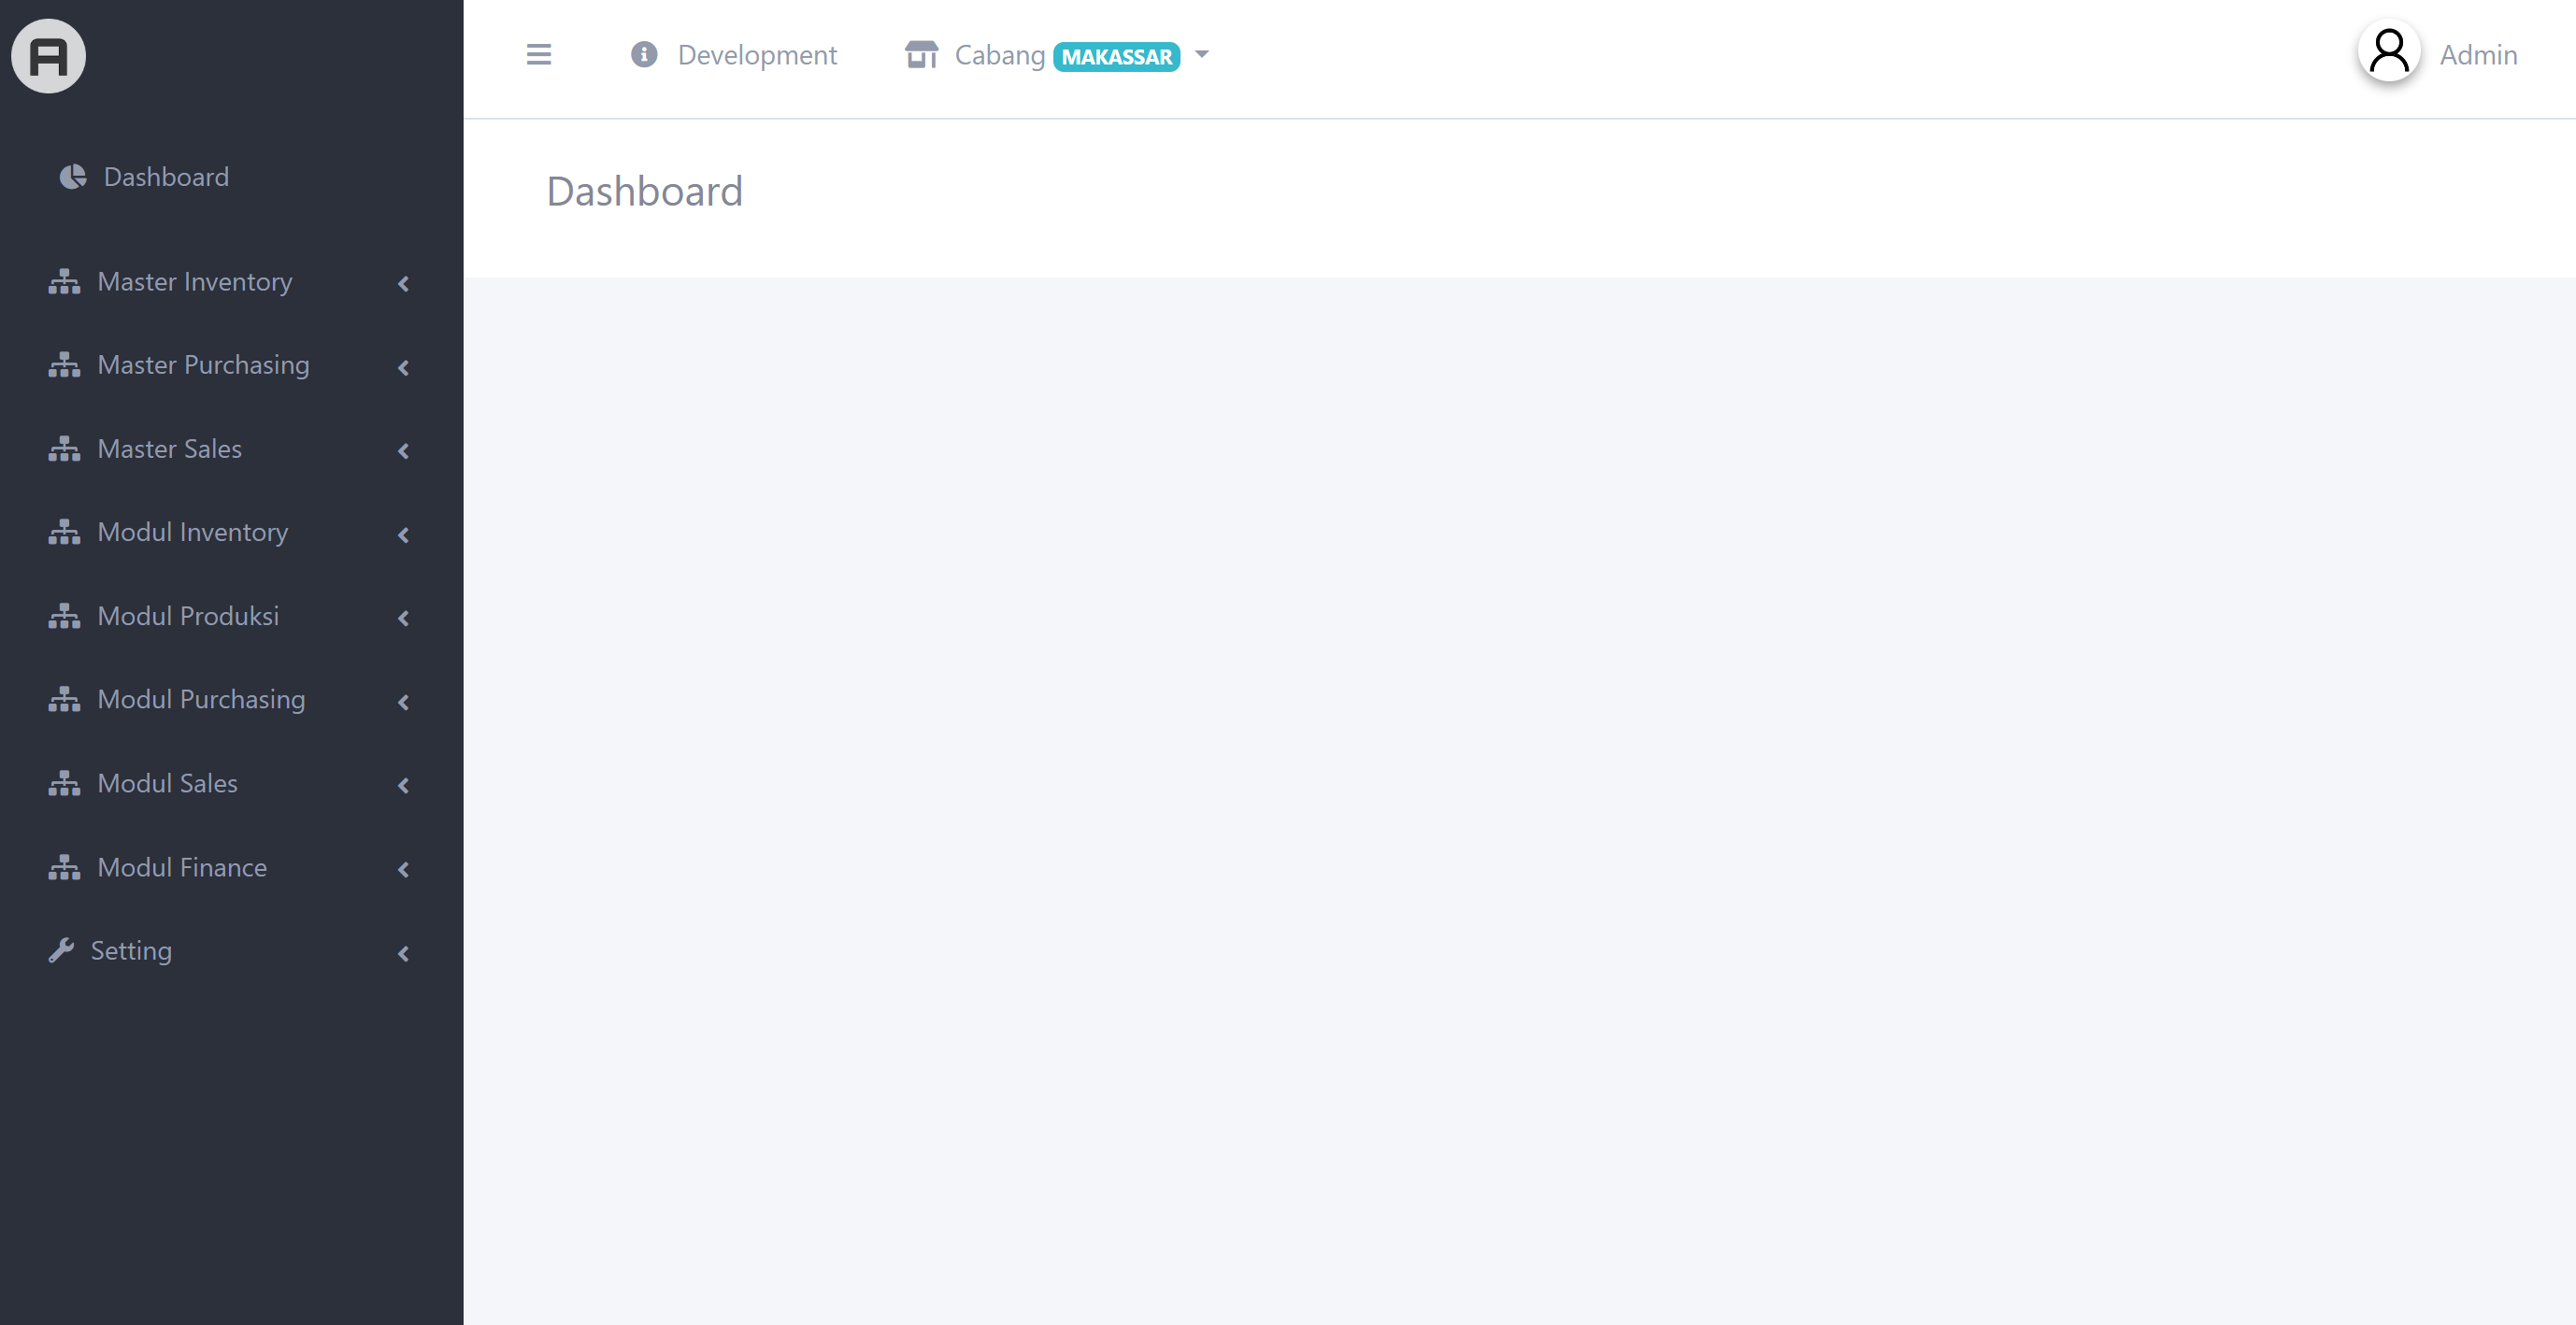 A
Development
Cabang MAKASSAR
Admin
Dashboard
Dashboard
Master Inventory
Master Purchasing
Master Sales
Modul Inventory
Modul Produksi
Modul Purchasing
Modul Sales
Modul Finance
Setting